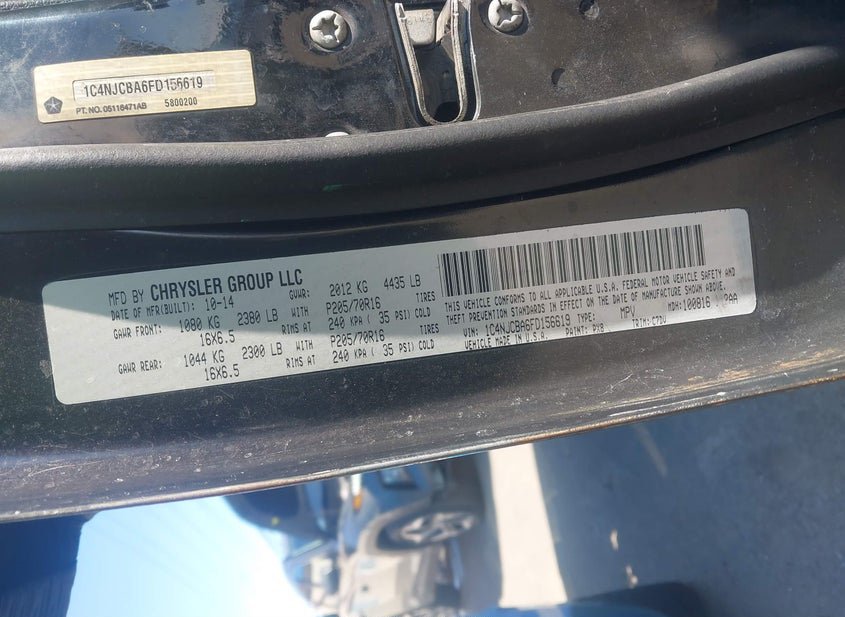 1C4NJCBA6FD156619
PT. NO. 05116471AB 5800200
MFD BY CHRYSLER GROUP LLC
DATE OF MFR(BUILT): 10-14 GVWR: 2012 KG 4435 LB
GAWR FRONT: 1080 KG 2380 LB WITH P205/70R16 TIRES
16X6.5 RIMS AT 240 KPA ( 35 PSI) COLD
GAWR REAR: 1044 KG 2300 LB WITH P205/70R16 TIRES
16X6.5 RIMS AT 240 KPA ( 35 PSI) COLD
THIS VEHICLE CONFORMS TO ALL APPLICABLE U.S.A. FEDERAL MOTOR VEHICLE SAFETY AND
THEFT PREVENTION STANDARDS IN EFFECT ON THE DATE OF MANUFACTURE SHOWN ABOVE.
VIN: 1C4NJCBA6FD156619 TYPE: MPV MDH:100816 2AA
VEHICLE MADE IN U.S.A. PAINT: PX8 TRIM: C7DV